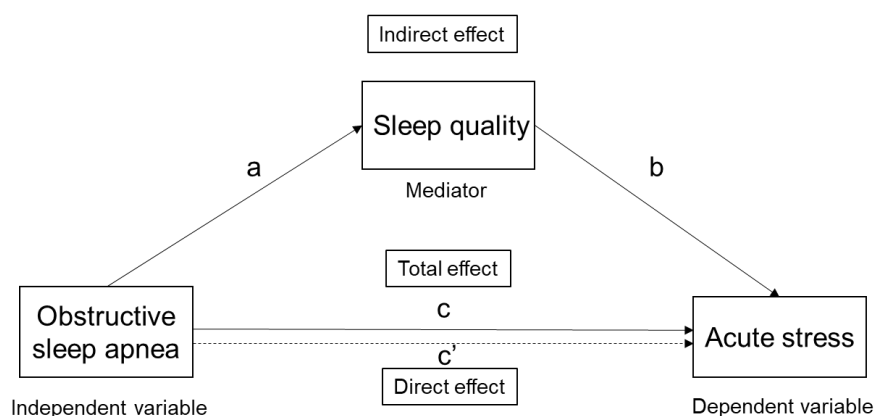 Indirect effect
Sleep quality
Mediator
a
b
Total effect
c
Obstructive
sleep apnea
Acute stress
c’
Direct effect
Independent variable
Dependent variable